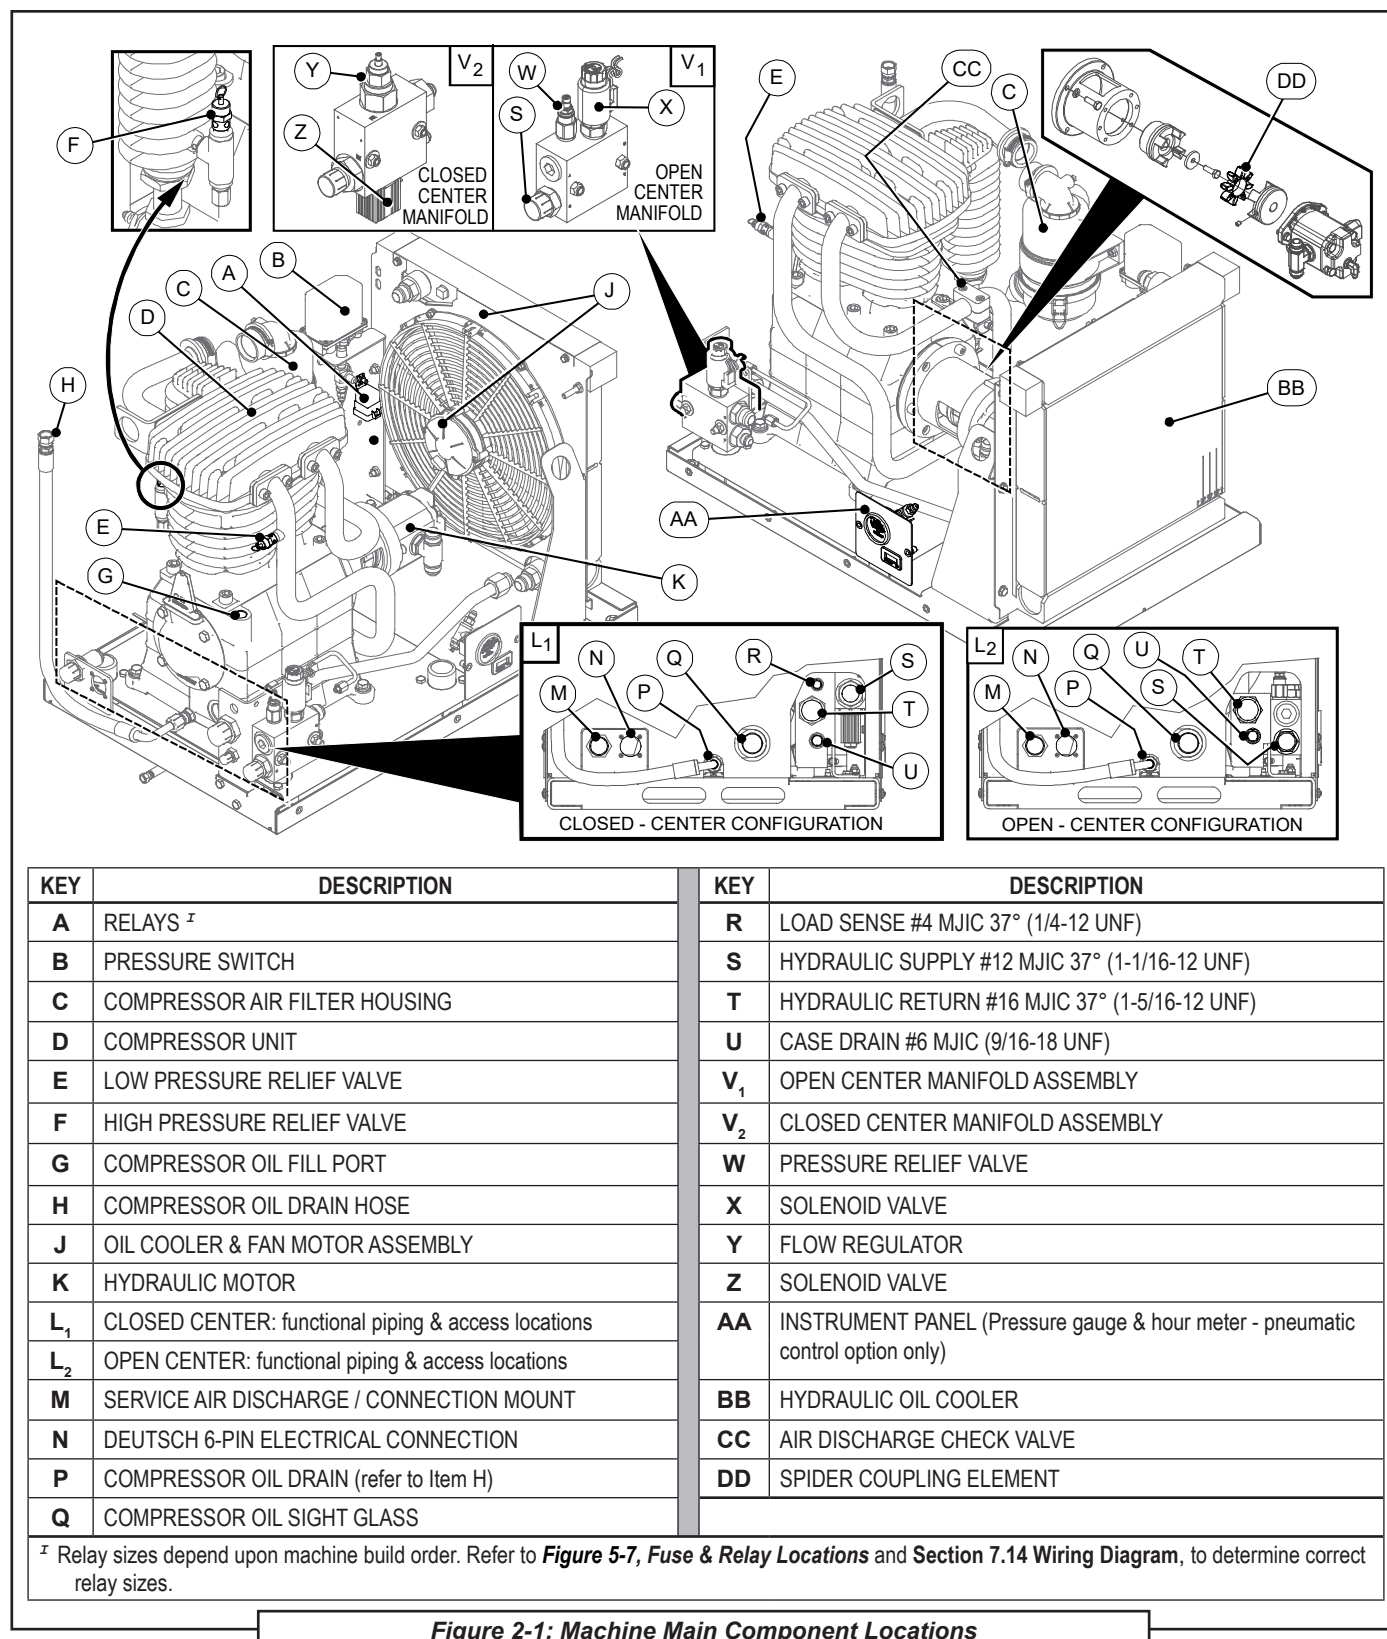 F
Y
Z
V2
CLOSED
CENTER
MANIFOLD
W
S
X
V1
OPEN
CENTER
MANIFOLD
E
CC
C
DD
B
A
C
D
J
H
E
G
K
AA
BB
L1
M
N
P
Q
R
S
T
U
CLOSED - CENTER CONFIGURATION
L2
M
N
P
Q
U
S
T
OPEN - CENTER CONFIGURATION
KEY DESCRIPTION KEY DESCRIPTION
A RELAYS I R LOAD SENSE #4 MJIC 37° (1/4-12 UNF)
B PRESSURE SWITCH S HYDRAULIC SUPPLY #12 MJIC 37° (1-1/16-12 UNF)
C COMPRESSOR AIR FILTER HOUSING T HYDRAULIC RETURN #16 MJIC 37° (1-5/16-12 UNF)
D COMPRESSOR UNIT U CASE DRAIN #6 MJIC (9/16-18 UNF)
E LOW PRESSURE RELIEF VALVE V1 OPEN CENTER MANIFOLD ASSEMBLY
F HIGH PRESSURE RELIEF VALVE V2 CLOSED CENTER MANIFOLD ASSEMBLY
G COMPRESSOR OIL FILL PORT W PRESSURE RELIEF VALVE
H COMPRESSOR OIL DRAIN HOSE X SOLENOID VALVE
J OIL COOLER & FAN MOTOR ASSEMBLY Y FLOW REGULATOR
K HYDRAULIC MOTOR Z SOLENOID VALVE
L1 CLOSED CENTER: functional piping & access locations AA INSTRUMENT PANEL (Pressure gauge & hour meter - pneumatic
control option only)
L2 OPEN CENTER: functional piping & access locations
M SERVICE AIR DISCHARGE / CONNECTION MOUNT BB HYDRAULIC OIL COOLER
N DEUTSCH 6-PIN ELECTRICAL CONNECTION CC AIR DISCHARGE CHECK VALVE
P COMPRESSOR OIL DRAIN (refer to Item H) DD SPIDER COUPLING ELEMENT
Q COMPRESSOR OIL SIGHT GLASS
I Relay sizes depend upon machine build order. Refer to Figure 5-7, Fuse & Relay Locations and Section 7.14 Wiring Diagram, to determine correct
relay sizes.
Figure 2-1: Machine Main Component Locations